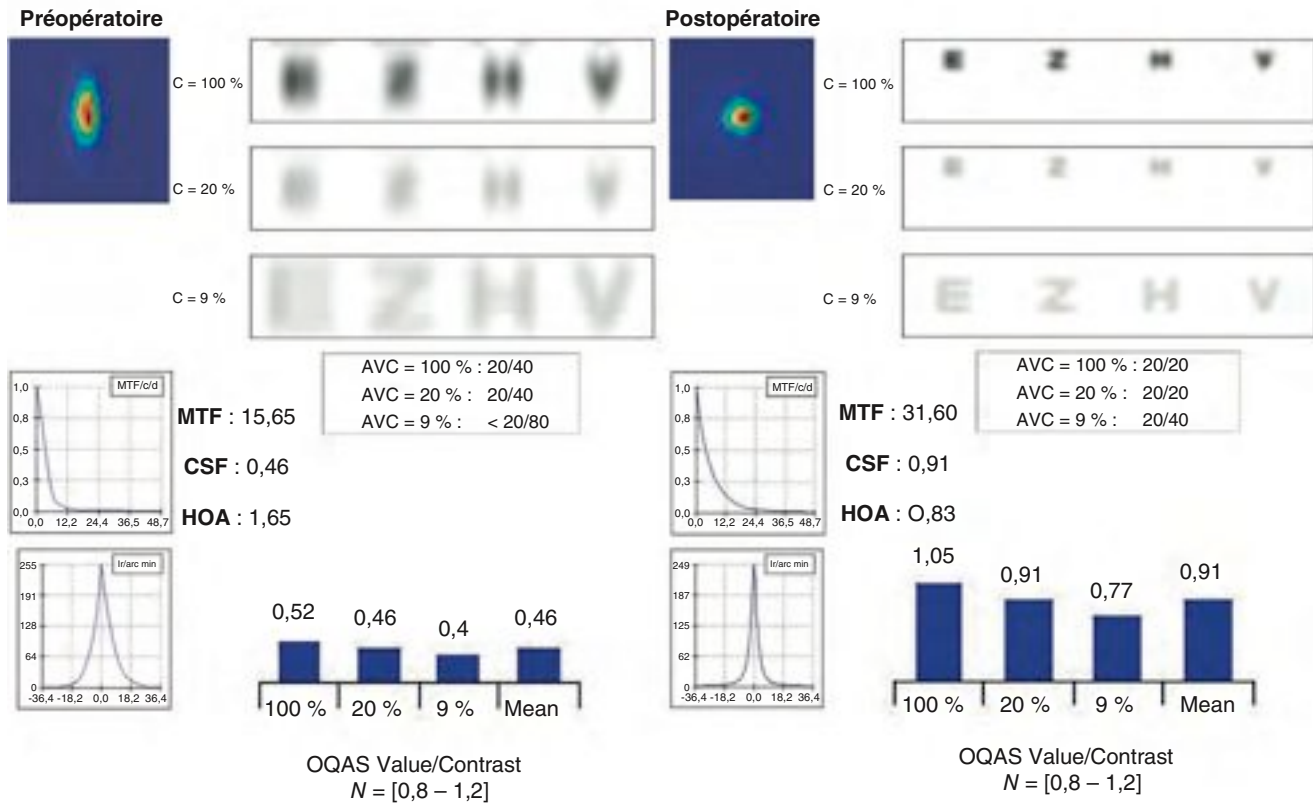 Préopératoire
C = 100 %
C = 20 %
C = 9 %
E Z H V
AVC = 100 % : 20/40
AVC = 20 % : 20/40
AVC = 9 % : < 20/80
MTF/c/d
1,0
0,8
0,5
0,3
0,0
0,0 12,2 24,4 36,5 48,7
MTF : 15,65
CSF : 0,46
HOA : 1,65
Ir/arc min
255
191
128
64
0
-36,4 -18,2 0,0 18,2 36,4
0,52 0,46 0,4 0,46
100 % 20 % 9 % Mean
OQAS Value/Contrast
N = [0,8 – 1,2]
Postopératoire
C = 100 %
E Z H V
C = 20 %
E Z H V
C = 9 %
E Z H V
AVC = 100 % : 20/20
AVC = 20 % : 20/20
AVC = 9 % : 20/40
MTF/c/d
1,0
0,8
0,5
0,3
0,0
0,0 12,2 24,4 36,5 48,7
MTF : 31,60
CSF : 0,91
HOA : O,83
Ir/arc min
249
187
125
62
0
-36,4 -18,2 0,0 18,2 36,4
1,05 0,91 0,77 0,91
100 % 20 % 9 % Mean
OQAS Value/Contrast
N = [0,8 – 1,2]